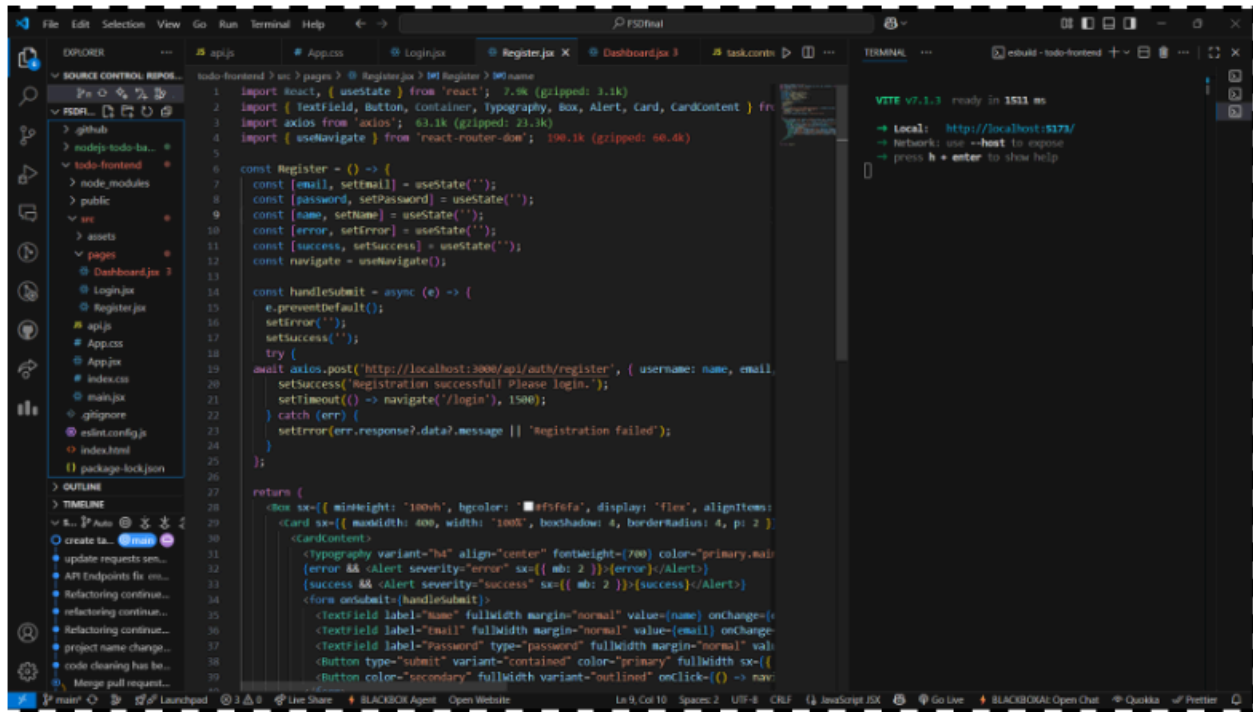 File Edit Selection View Go Run Terminal Help
FSDfinal
EXPLORER
SOURCE CONTROL REPOS...
FSDFI...
.github
nodejs-todo-ba...
todo-frontend
node_modules
public
src
assets
pages
Dashboard.jsx 3
Login.jsx
Register.jsx
JS api.js
# App.css
App.jsx
# index.css
main.jsx
.gitignore
eslint.config.js
index.html
package-lock.json
OUTLINE
TIMELINE
S... Auto
create ta... main
update requests sen...
API Endpoints fix em...
Refactoring continue...
refactoring continue...
Refactoring continue...
project name change...
code cleaning has be...
Merge pull request...
JS api.js # App.css Login.jsx Register.jsx Dashboard.jsx 3 JS task.contr
todo-frontend > src > pages > Register.jsx > Register > name
1 import React, { useState } from 'react'; 7.9k (gzipped: 3.1k)
2 import { TextField, Button, Container, Typography, Box, Alert, Card, CardContent } fro
3 import axios from 'axios'; 63.1k (gzipped: 23.3k)
4 import { useNavigate } from 'react-router-dom'; 190.1k (gzipped: 60.4k)
5
6 const Register = () => {
7 const [email, setEmail] = useState('');
8 const [password, setPassword] = useState('');
9 const [name, setName] = useState('');
10 const [error, setError] = useState('');
11 const [success, setSuccess] = useState('');
12 const navigate = useNavigate();
13
14 const handleSubmit = async (e) => {
15 e.preventDefault();
16 setError('');
17 setSuccess('');
18 try {
19 await axios.post('http://localhost:3000/api/auth/register', { username: name, email,
20 setSuccess('Registration successful! Please login.');
21 setTimeout(() => navigate('/login'), 1500);
22 } catch (err) {
23 setError(err.response?.data?.message || 'Registration failed');
24 }
25 };
26
27 return (
28 <Box sx={{ minHeight: '100vh', bgcolor: '#f5f6fa', display: 'flex', alignItems:
29 <Card sx={{ maxWidth: 400, width: '100%', boxShadow: 4, borderRadius: 4, p: 2 }
30 <CardContent>
31 <Typography variant="h4" align="center" fontWeight={700} color="primary.main
32 {error && <Alert severity="error" sx={{ mb: 2 }}>{error}</Alert>}
33 {success && <Alert severity="success" sx={{ mb: 2 }}>{success}</Alert>}
34 <form onSubmit={handleSubmit}>
35 <TextField label="Name" fullWidth margin="normal" value={name} onChange={e
36 <TextField label="Email" fullWidth margin="normal" value={email} onChange=
37 <TextField label="Password" type="password" fullWidth margin="normal" valu
38 <Button type="submit" variant="contained" color="primary" fullWidth sx={{
39 <Button color="secondary" fullWidth variant="outlined" onClick={() => navi
TERMINAL
esbuild - todo-frontend
VITE v7.1.3 ready in 1511 ms
→ Local: http://localhost:5173/
→ Network: use --host to expose
→ press h + enter to show help
main* Launchpad 3 0 Live Share BLACKBOX Agent Open Website
Ln 9, Col 10 Spaces: 2 UTF-8 CRLF JavaScript JSX Go Live BLACKBOXAI: Open Chat Quokka Prettier